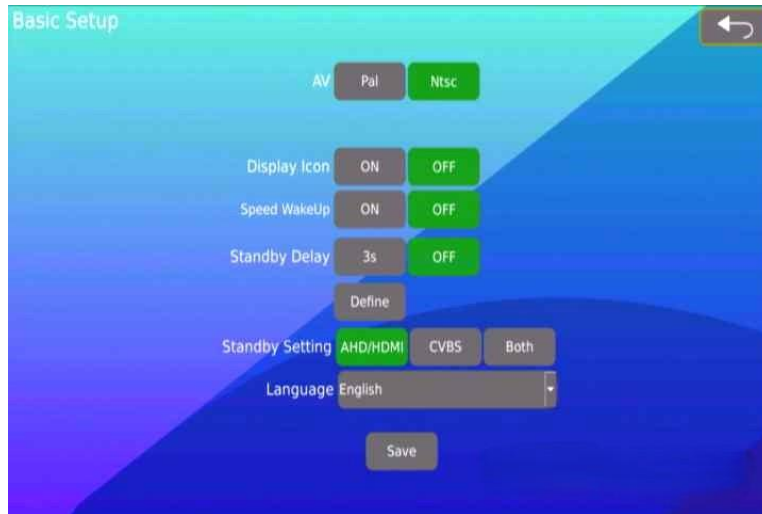 Basic Setup
AV Pal Ntsc
Display Icon ON OFF
Speed WakeUp ON OFF
Standby Delay 3s OFF
Define
Standby Setting AHD/HDMI CVBS Both
Language English
Save